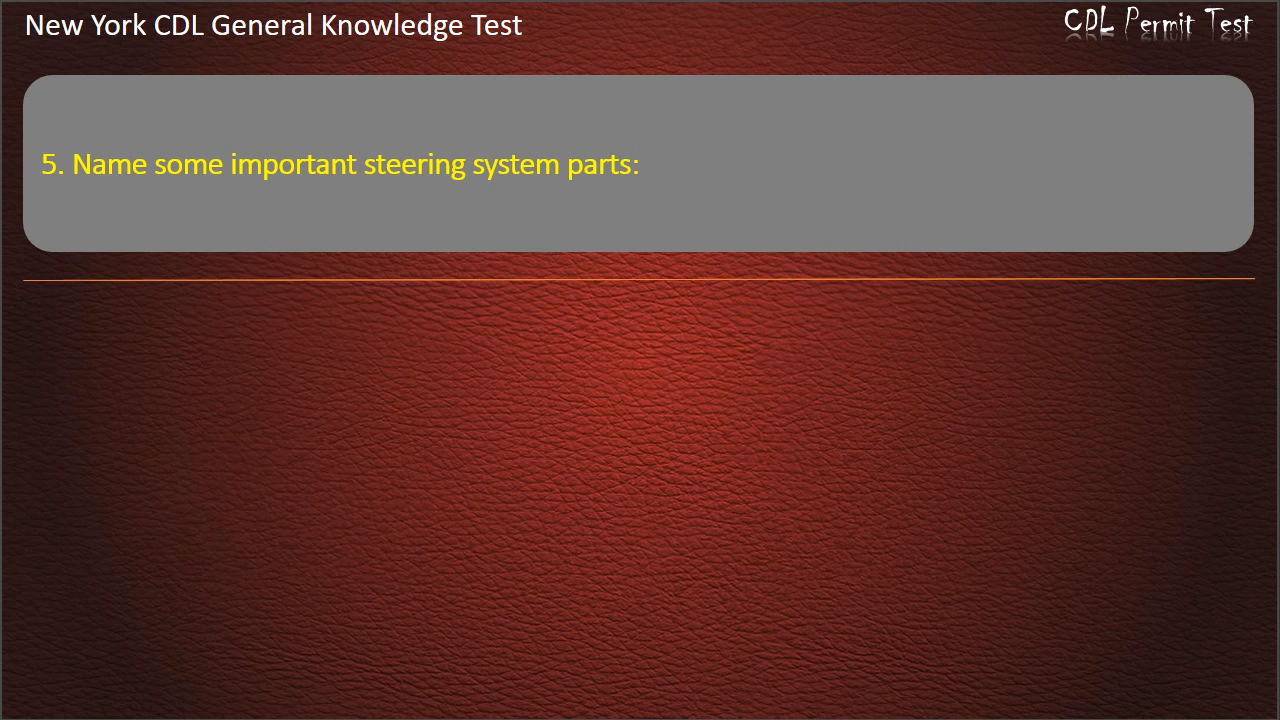 New York CDL General Knowledge Test
CDL Permit Test
5. Name some important steering system parts: